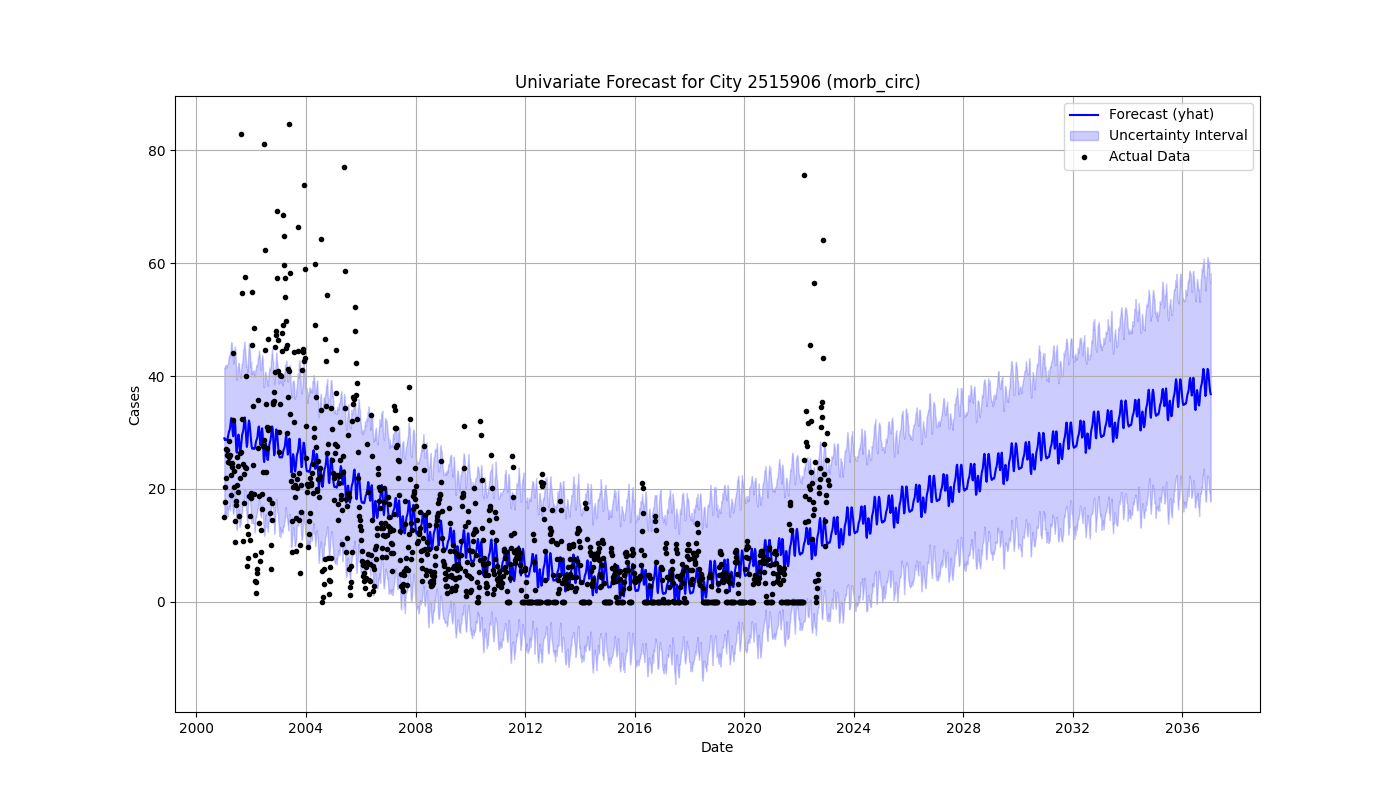 Univariate Forecast for City 2515906 (morb_circ)
Forecast (yhat)
Uncertainty Interval
Actual Data
Cases
80
60
40
20
0
2000 2004 2008 2012 2016 2020 2024 2028 2032 2036
Date